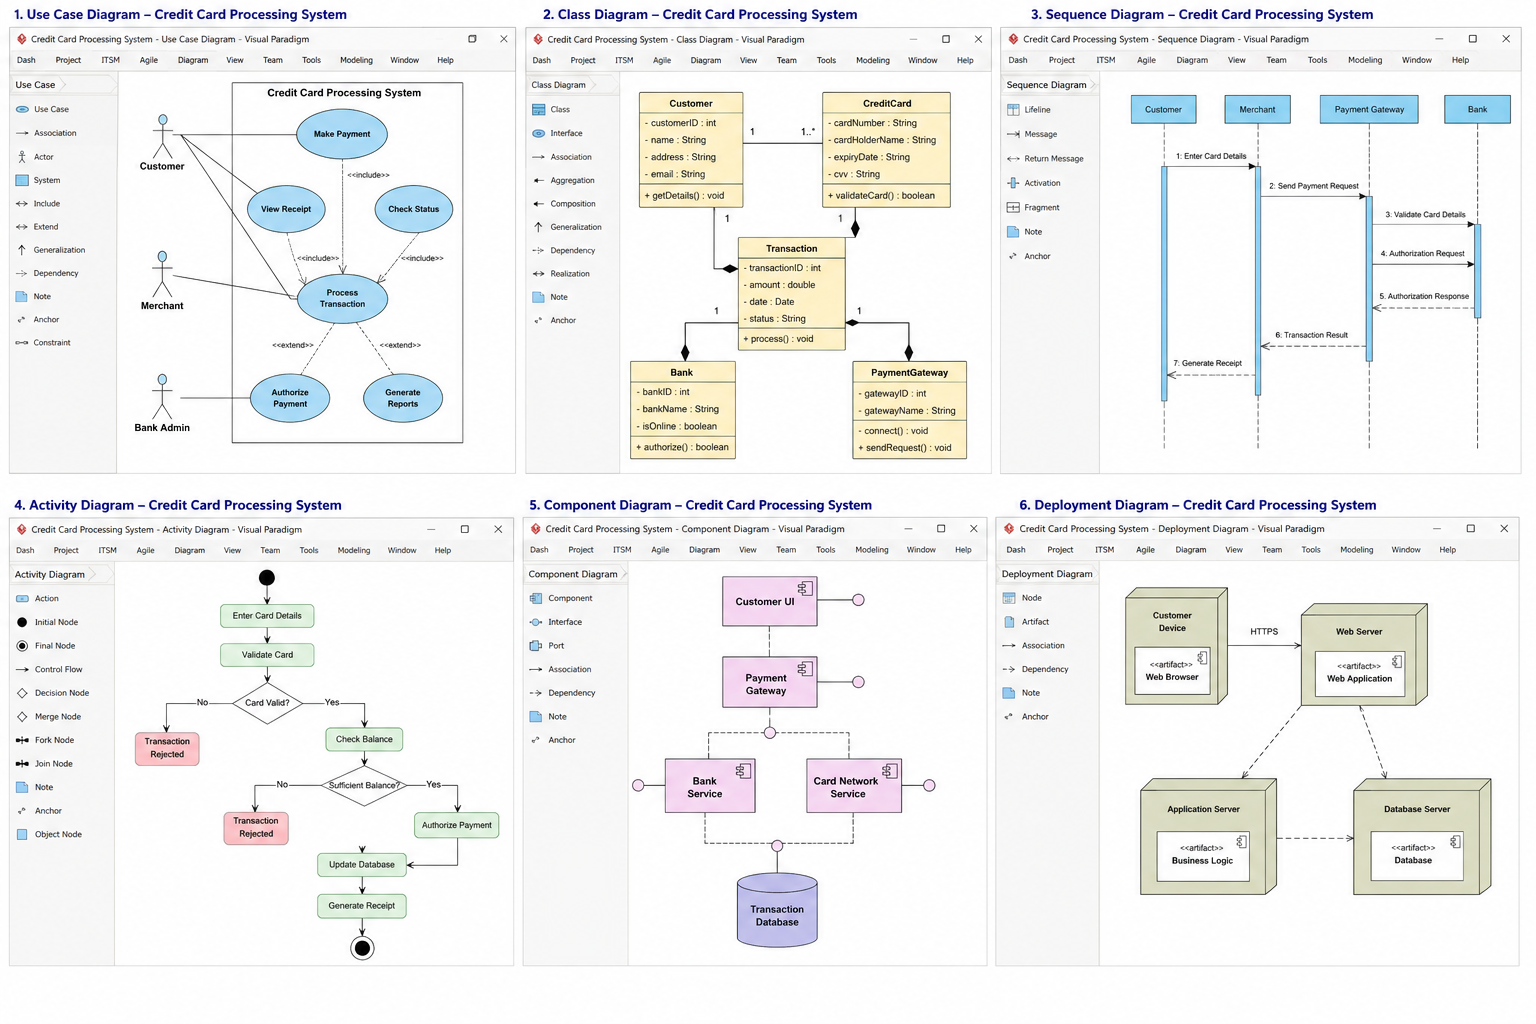 1. Use Case Diagram – Credit Card Processing System
Credit Card Processing System - Use Case Diagram - Visual Paradigm
Dash Project ITSM Agile Diagram View Team Tools Modeling Window Help
Use Case
Use Case
Association
Actor
System
Include
Extend
Generalization
Dependency
Note
Anchor
Constraint
Credit Card Processing System
Customer
Merchant
Bank Admin
Make Payment
<<include>>
View Receipt
Check Status
<<include>>
<<include>>
Process
Transaction
<<extend>>
<<extend>>
Authorize
Payment
Generate
Reports
2. Class Diagram – Credit Card Processing System
Credit Card Processing System - Class Diagram - Visual Paradigm
Dash Project ITSM Agile Diagram View Team Tools Modeling Window Help
Class Diagram
Class
Interface
Association
Aggregation
Composition
Generalization
Dependency
Realization
Note
Anchor
Customer
- customerID : int
- name : String
- address : String
- email : String
+ getDetails() : void
1
1..*
CreditCard
- cardNumber : String
- cardHolderName : String
- expiryDate : String
- cvv : String
+ validateCard() : boolean
1
1
Transaction
- transactionID : int
- amount : double
- date : Date
- status : String
+ process() : void
1
1
Bank
- bankID : int
- bankName : String
- isOnline : boolean
+ authorize() : boolean
PaymentGateway
- gatewayID : int
- gatewayName : String
- connect() : void
+ sendRequest() : void
3. Sequence Diagram – Credit Card Processing System
Credit Card Processing System - Sequence Diagram - Visual Paradigm
Dash Project ITSM Agile Diagram View Team Tools Modeling Window Help
Sequence Diagram
Lifeline
Message
Return Message
Activation
Fragment
Note
Anchor
Customer
Merchant
Payment Gateway
Bank
1: Enter Card Details
2: Send Payment Request
3: Validate Card Details
4: Authorization Request
5: Authorization Response
6: Transaction Result
7: Generate Receipt
4. Activity Diagram – Credit Card Processing System
Credit Card Processing System - Activity Diagram - Visual Paradigm
Dash Project ITSM Agile Diagram View Team Tools Modeling Window Help
Activity Diagram
Action
Initial Node
Final Node
Control Flow
Decision Node
Merge Node
Fork Node
Join Node
Note
Anchor
Object Node
Enter Card Details
Validate Card
No
Card Valid?
Yes
Transaction
Rejected
Check Balance
No
Sufficient Balance?
Yes
Transaction
Rejected
Authorize Payment
Update Database
Generate Receipt
5. Component Diagram – Credit Card Processing System
Credit Card Processing System - Component Diagram - Visual Paradigm
Dash Project ITSM Agile Diagram View Team Tools Modeling Window Help
Component Diagram
Component
Interface
Port
Association
Dependency
Note
Anchor
Customer UI
Payment
Gateway
Bank
Service
Card Network
Service
Transaction
Database
6. Deployment Diagram – Credit Card Processing System
Credit Card Processing System - Deployment Diagram - Visual Paradigm
Dash Project ITSM Agile Diagram View Team Tools Modeling Window Help
Deployment Diagram
Node
Artifact
Association
Dependency
Note
Anchor
Customer
Device
<<artifact>>
Web Browser
HTTPS
Web Server
<<artifact>>
Web Application
Application Server
<<artifact>>
Business Logic
Database Server
<<artifact>>
Database